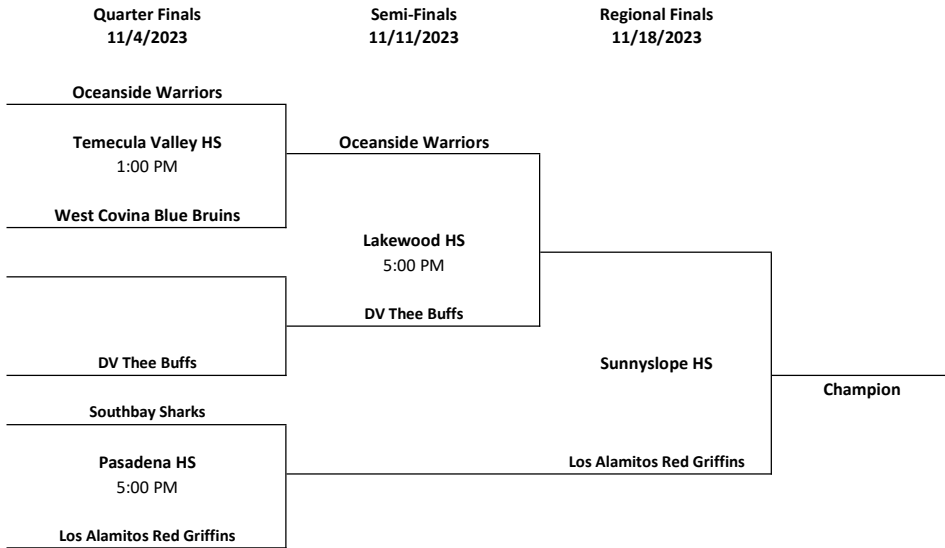 Quarter Finals
11/4/2023
Semi-Finals
11/11/2023
Regional Finals
11/18/2023
Oceanside Warriors
Temecula Valley HS
1:00 PM
Oceanside Warriors
West Covina Blue Bruins
Lakewood HS
5:00 PM
DV Thee Buffs
DV Thee Buffs
Sunnyslope HS
Champion
Southbay Sharks
Pasadena HS
5:00 PM
Los Alamitos Red Griffins
Los Alamitos Red Griffins